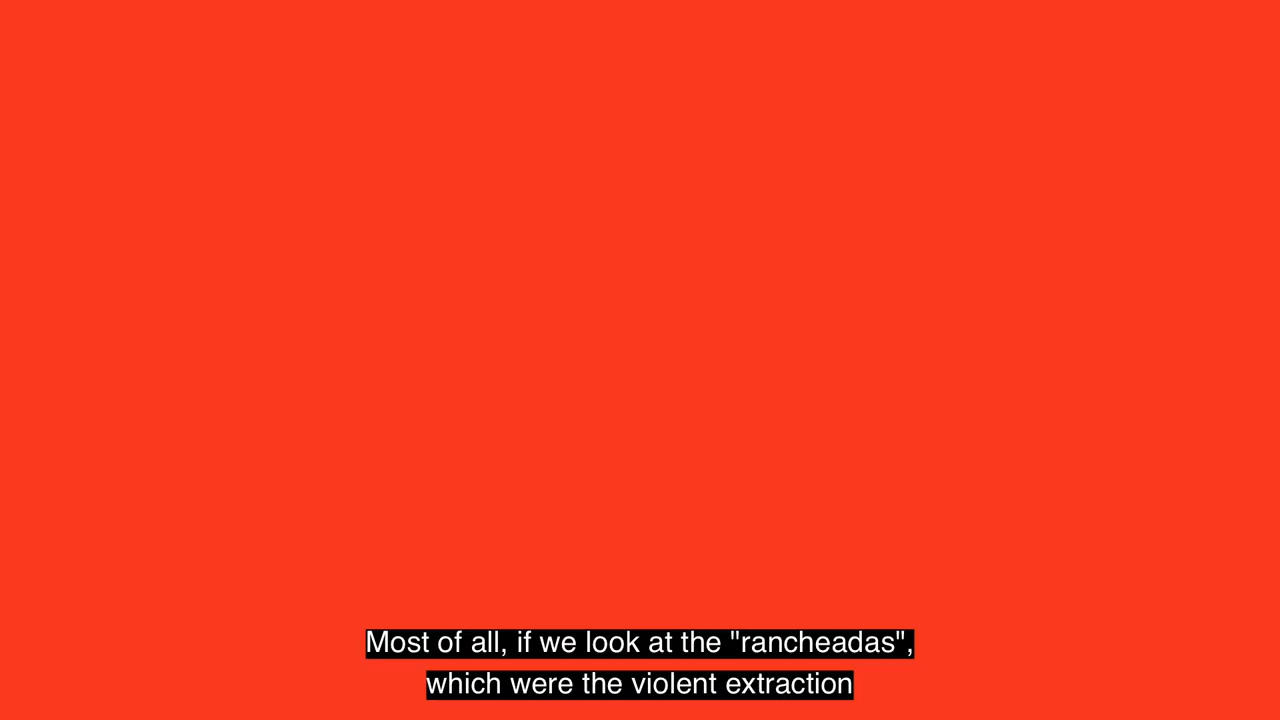 Most of all, if we look at the "rancheadas",
which were the violent extraction